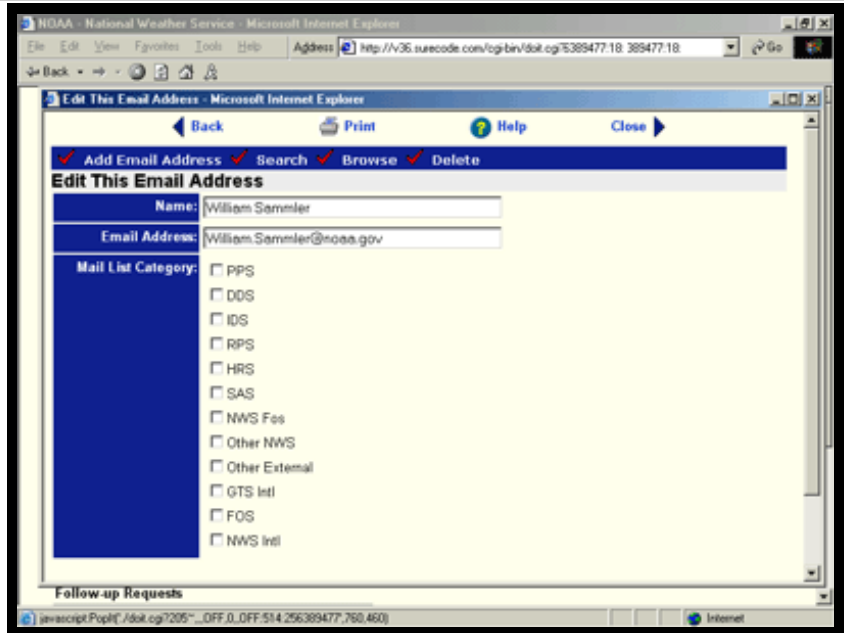 NOAA - National Weather Service - Microsoft Internet Explorer
File Edit View Favorites Tools Help Address http://v36.surecode.com/cgi-bin/doit.cgi?6389477:18: 389477:18: Go
Back
Edit This Email Address - Microsoft Internet Explorer
Back Print Help Close
Add Email Address Search Browse Delete
Edit This Email Address
Name: William Sammler
Email Address: William.Sammler@noaa.gov
Mail List Category: PPS
DDS
IDS
RPS
HRS
SAS
NWS Fos
Other NWS
Other External
GTS Intl
FOS
NWS Intl
Follow-up Requests
Internet